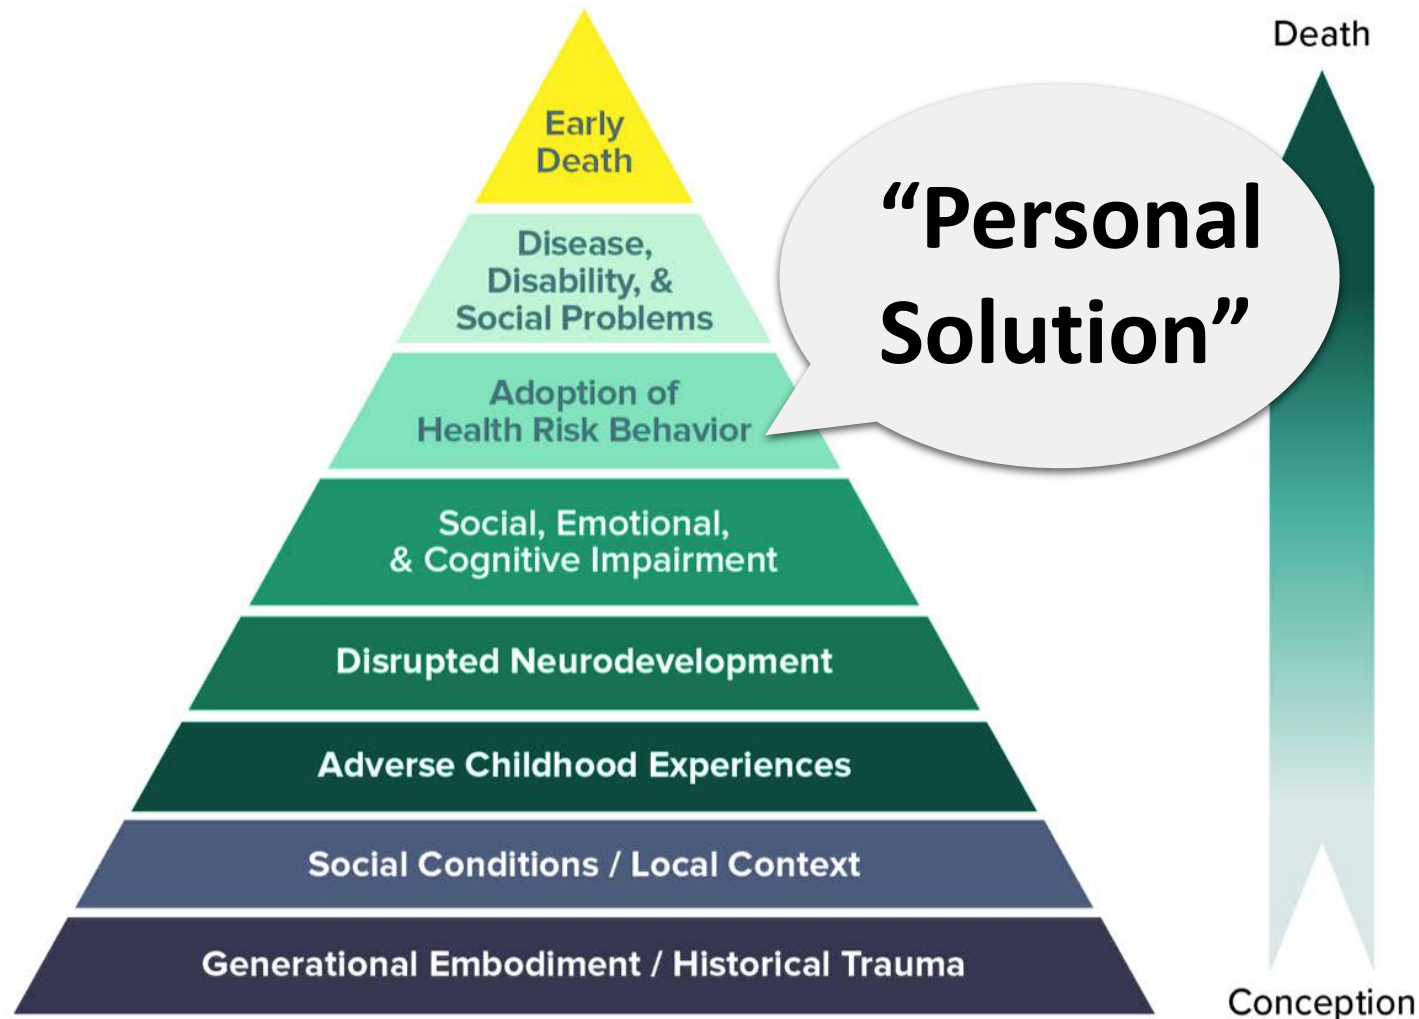 Death
Early
Death
“Personal
Solution”
Disease,
Disability, &
Social Problems
Adoption of
Health Risk Behavior
Social, Emotional,
& Cognitive Impairment
Disrupted Neurodevelopment
Adverse Childhood Experiences
Social Conditions / Local Context
Generational Embodiment / Historical Trauma
Conception